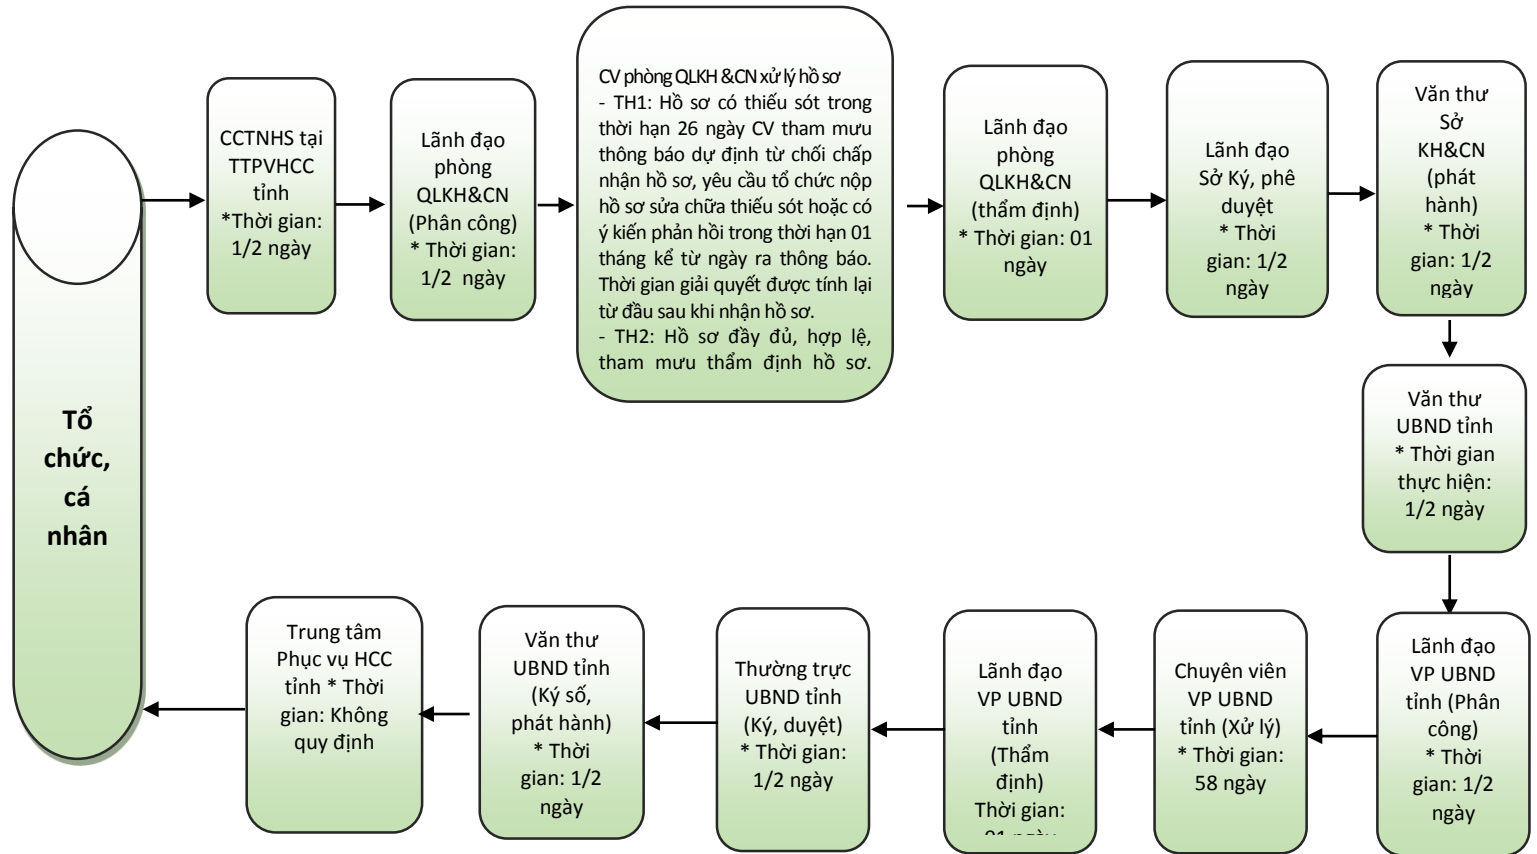 Tổ
chức,
cá
nhân
CCTNHS tại
TTPVHCC
tỉnh
*Thời gian:
1/2 ngày
Lãnh đạo
phòng
QLKH&CN
(Phân công)
* Thời gian:
1/2 ngày
CV phòng QLKH &CN xử lý hồ sơ
- TH1: Hồ sơ có thiếu sót trong
thời hạn 26 ngày CV tham mưu
thông báo dự định từ chối chấp
nhận hồ sơ, yêu cầu tổ chức nộp
hồ sơ sửa chữa thiếu sót hoặc có
ý kiến phản hồi trong thời hạn 01
tháng kể từ ngày ra thông báo.
Thời gian giải quyết được tính lại
từ đầu sau khi nhận hồ sơ.
- TH2: Hồ sơ đầy đủ, hợp lệ,
tham mưu thẩm định hồ sơ.
Lãnh đạo
phòng
QLKH&CN
(thẩm định)
* Thời gian: 01
ngày
Lãnh đạo
Sở Ký, phê
duyệt
* Thời
gian: 1/2
ngày
Văn thư
Sở
KH&CN
(phát
hành)
* Thời
gian: 1/2
ngày
Văn thư
UBND tỉnh
* Thời gian
thực hiện:
1/2 ngày
Lãnh đạo
VP UBND
tỉnh (Phân
công)
* Thời
gian: 1/2
ngày
Chuyên viên
VP UBND
tỉnh (Xử lý)
* Thời gian:
58 ngày
Lãnh đạo
VP UBND
tỉnh
(Thẩm
định)
Thời gian:
01 ngày
Thường trực
UBND tỉnh
(Ký, duyệt)
* Thời gian:
1/2 ngày
Văn thư
UBND tỉnh
(Ký số,
phát hành)
* Thời
gian: 1/2
ngày
Trung tâm
Phục vụ HCC
tỉnh * Thời
gian: Không
quy định